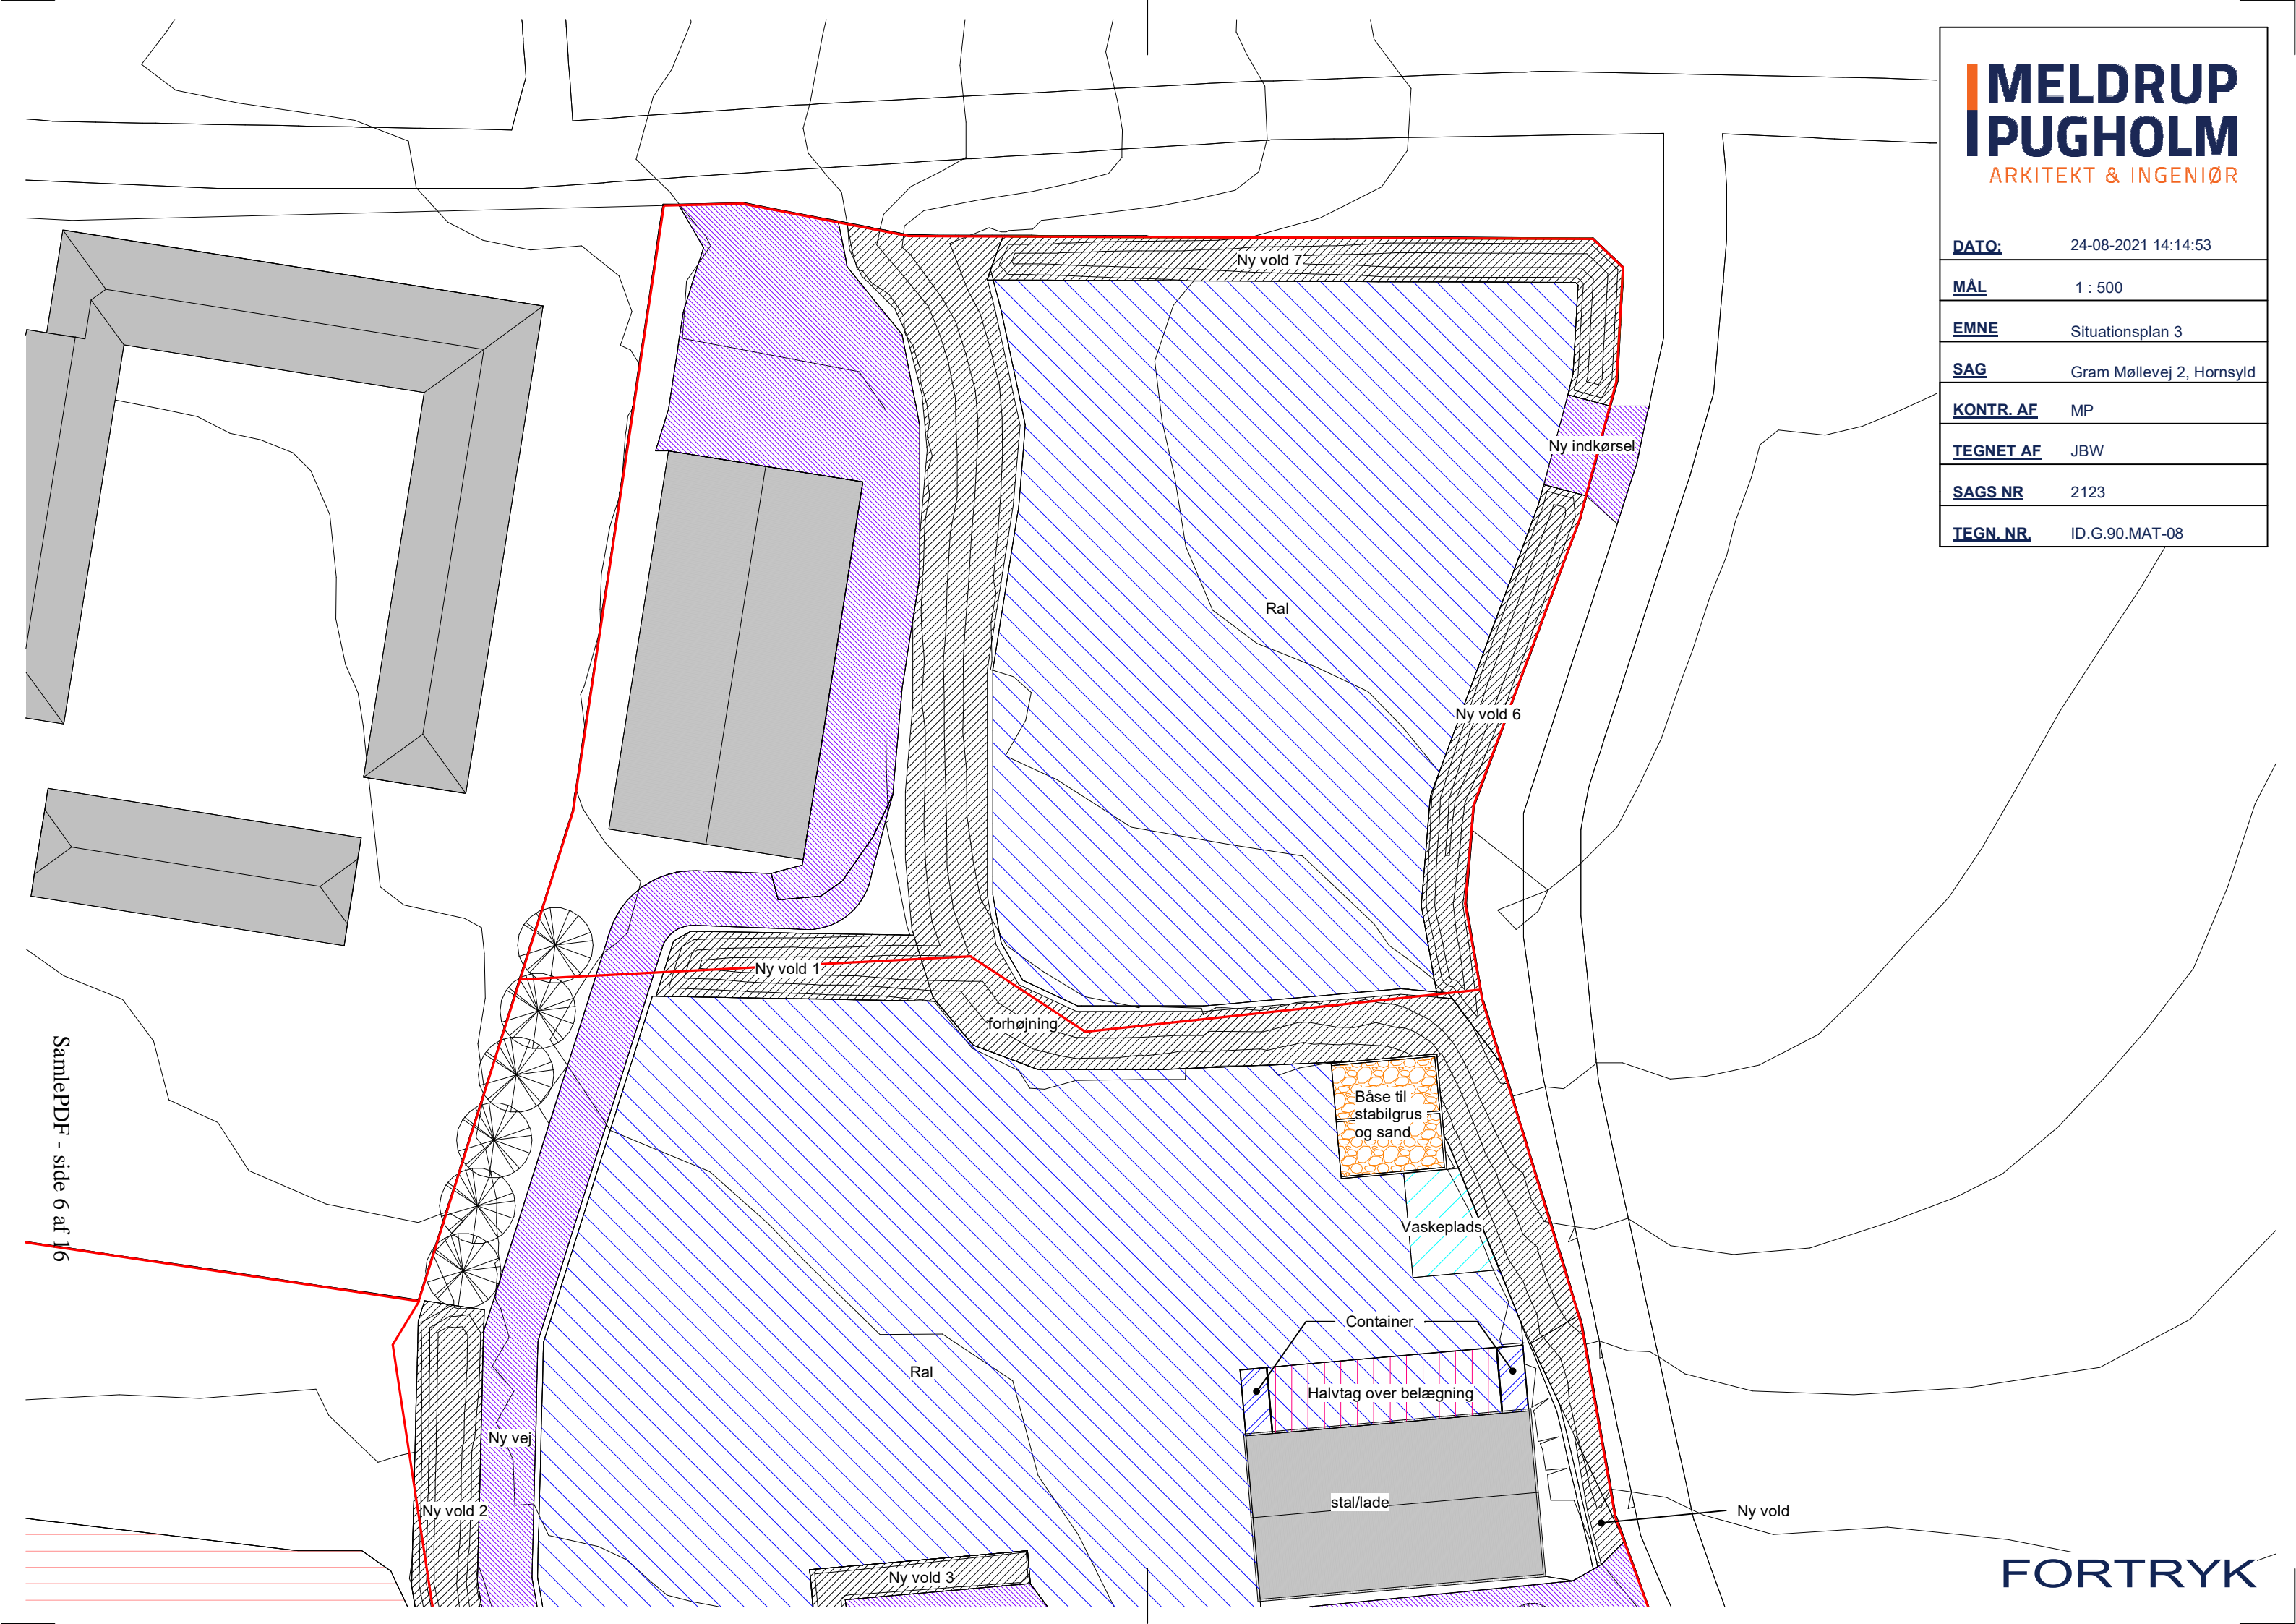 MELDRUP
PUGHOLM
ARKITEKT & INGENIØR
DATO: 24-08-2021 14:14:53
MÅL 1 : 500
EMNE Situationsplan 3
SAG Gram Møllevej 2, Hornsyld
KONTR. AF MP
TEGNET AF JBW
SAGS NR 2123
TEGN. NR. ID.G.90.MAT-08
Ny vold 7
Ny indkørsel
Ral
Ny vold 6
Ny vold 1
forhøjning
Båse til
stabilgrus
og sand
Vaskeplads
Container
Halvtag over belægning
Ral
Ny vej
stal/lade
Ny vold 2
Ny vold
Ny vold 3
SamlePDF - side 6 af 16
FORTRYK